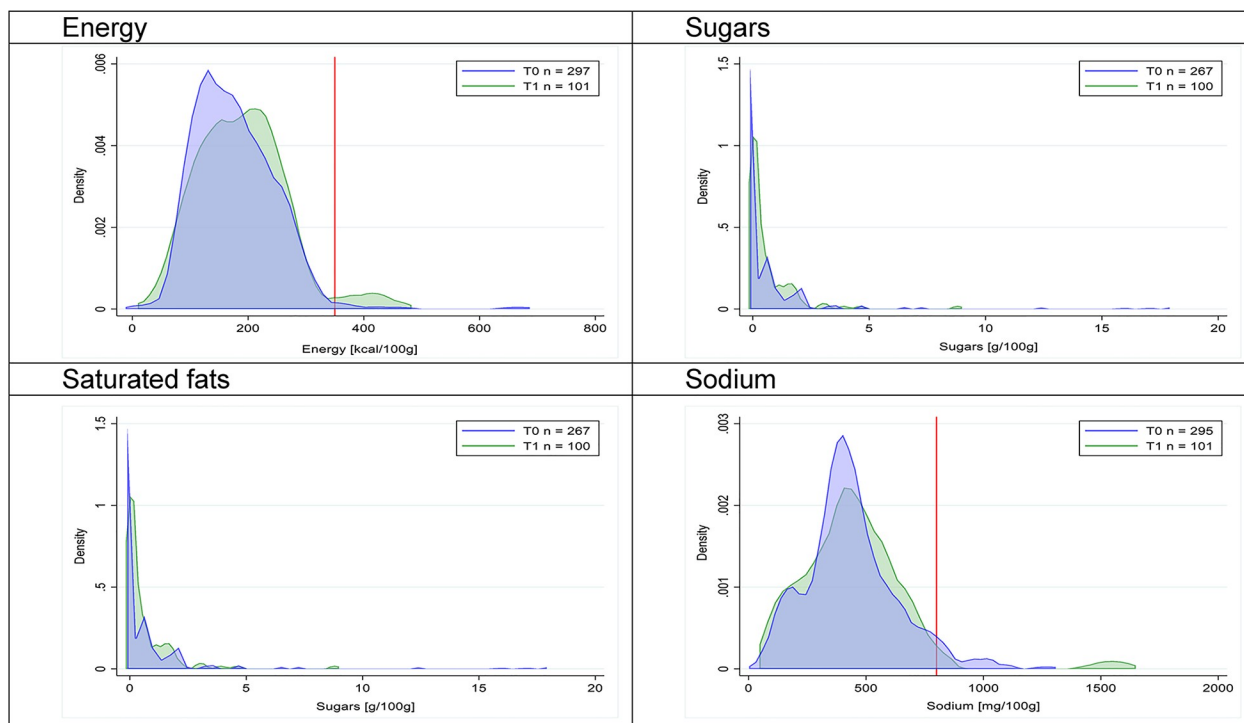 Energy
Density
.006
.004
.002
0
T0 n = 297
T1 n = 101
0 200 400 600 800
Energy [kcal/100g]
Sugars
Density
1.5
1
.5
0
T0 n = 267
T1 n = 100
0 5 10 15 20
Sugars [g/100g]
Saturated fats
Density
1.5
1
.5
0
T0 n = 267
T1 n = 100
0 5 10 15 20
Sugars [g/100g]
Sodium
Density
.003
.002
.001
0
T0 n = 295
T1 n = 101
0 500 1000 1500 2000
Sodium [mg/100g]